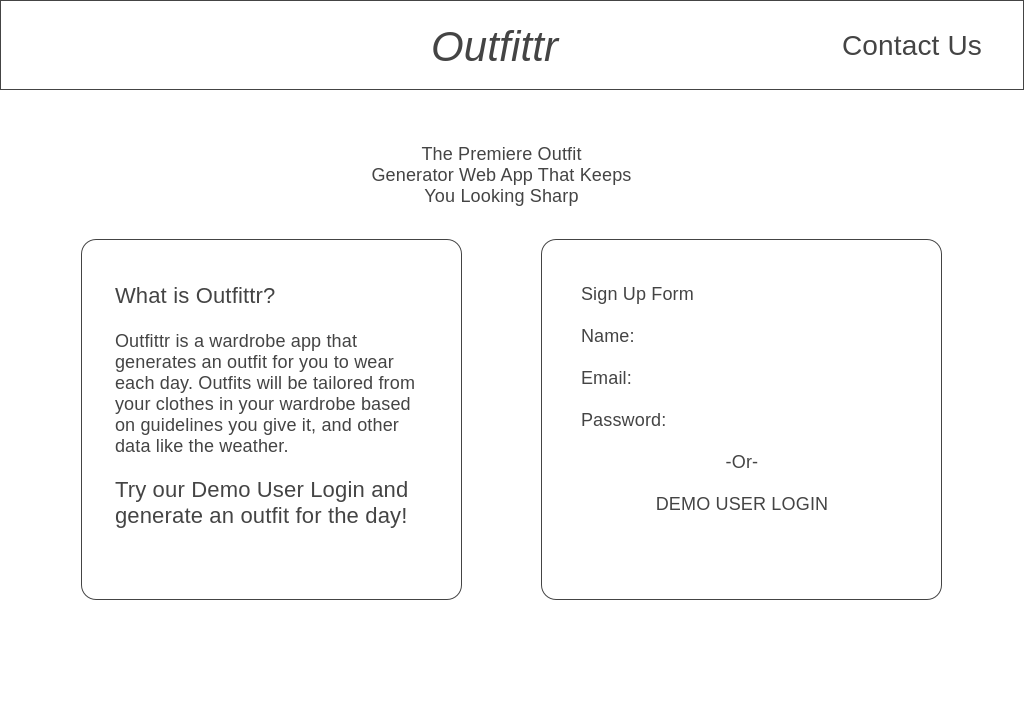 Outfittr
Contact Us
The Premiere Outfit
Generator Web App That Keeps
You Looking Sharp
What is Outfittr?
Outfittr is a wardrobe app that
generates an outfit for you to wear
each day. Outfits will be tailored from
your clothes in your wardrobe based
on guidelines you give it, and other
data like the weather.
Try our Demo User Login and
generate an outfit for the day!
Sign Up Form
Name:
Email:
Password:
-Or-
DEMO USER LOGIN